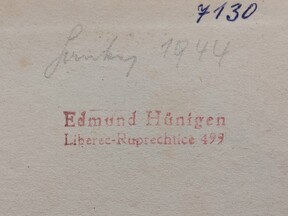 7130
1944
Edmund Hünigen
Liberec-Ruprechtice 499